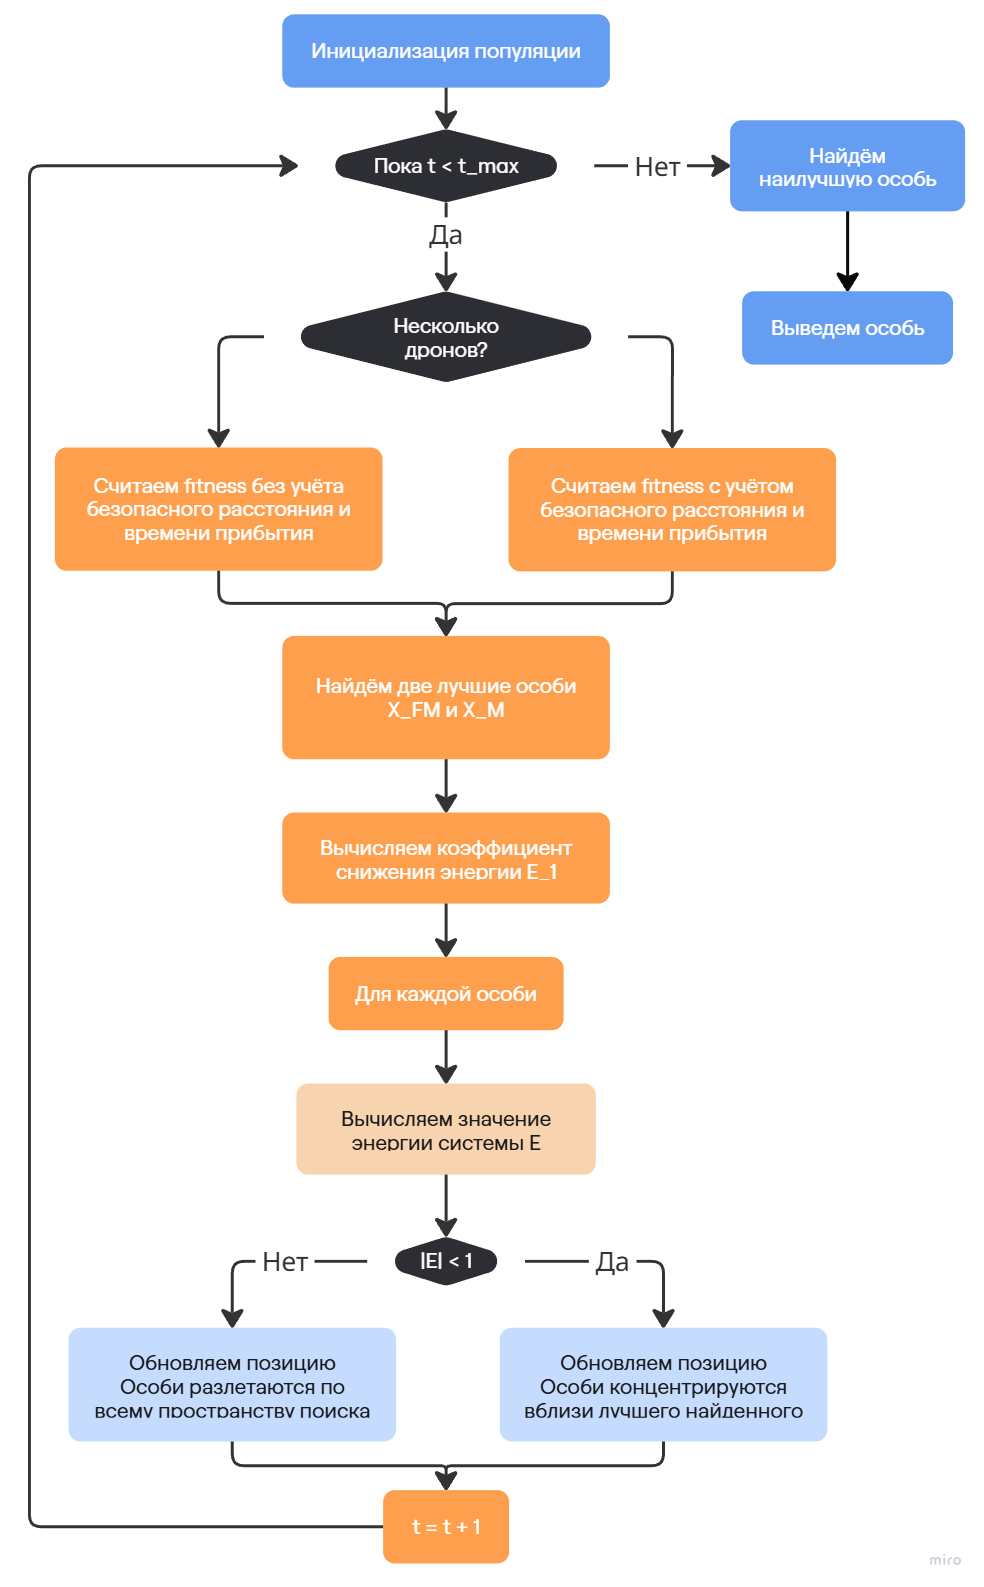 Инициализация популяции
Пока t < t_max
Нет
Найдём
наилучшую особь
Да
Выведем особь
Несколько
дронов?
Считаем fitness без учёта
безопасного расстояния и
времени прибытия
Считаем fitness с учётом
безопасного расстояния и
времени прибытия
Найдём две лучшие особи
X_FM и X_M
Вычисляем коэффициент
снижения энергии E_1
Для каждой особи
Вычисляем значение
энергии системы E
|E| < 1
Нет
Да
Обновляем позицию
Особи разлетаются по
всему пространству поиска
Обновляем позицию
Особи концентрируются
вблизи лучшего найденного
t = t + 1
miro